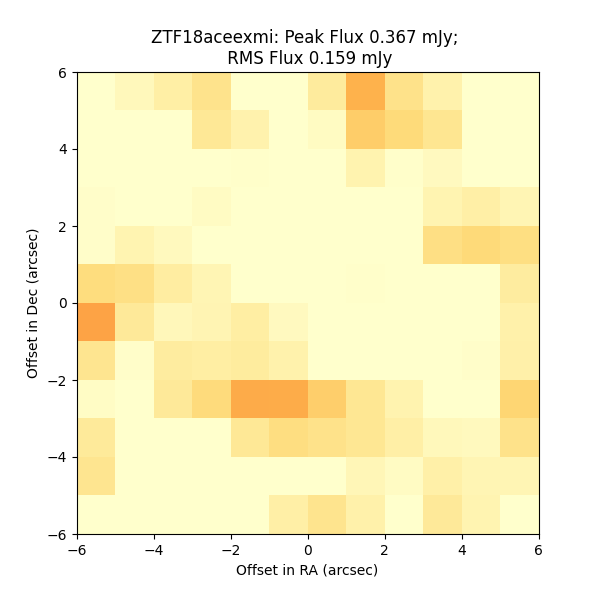 ZTF18aceexmi: Peak Flux 0.367 mJy;
RMS Flux 0.159 mJy
6
4
2
0
−2
−4
−6
Offset in Dec (arcsec)
−6 −4 −2 0 2 4 6
Offset in RA (arcsec)